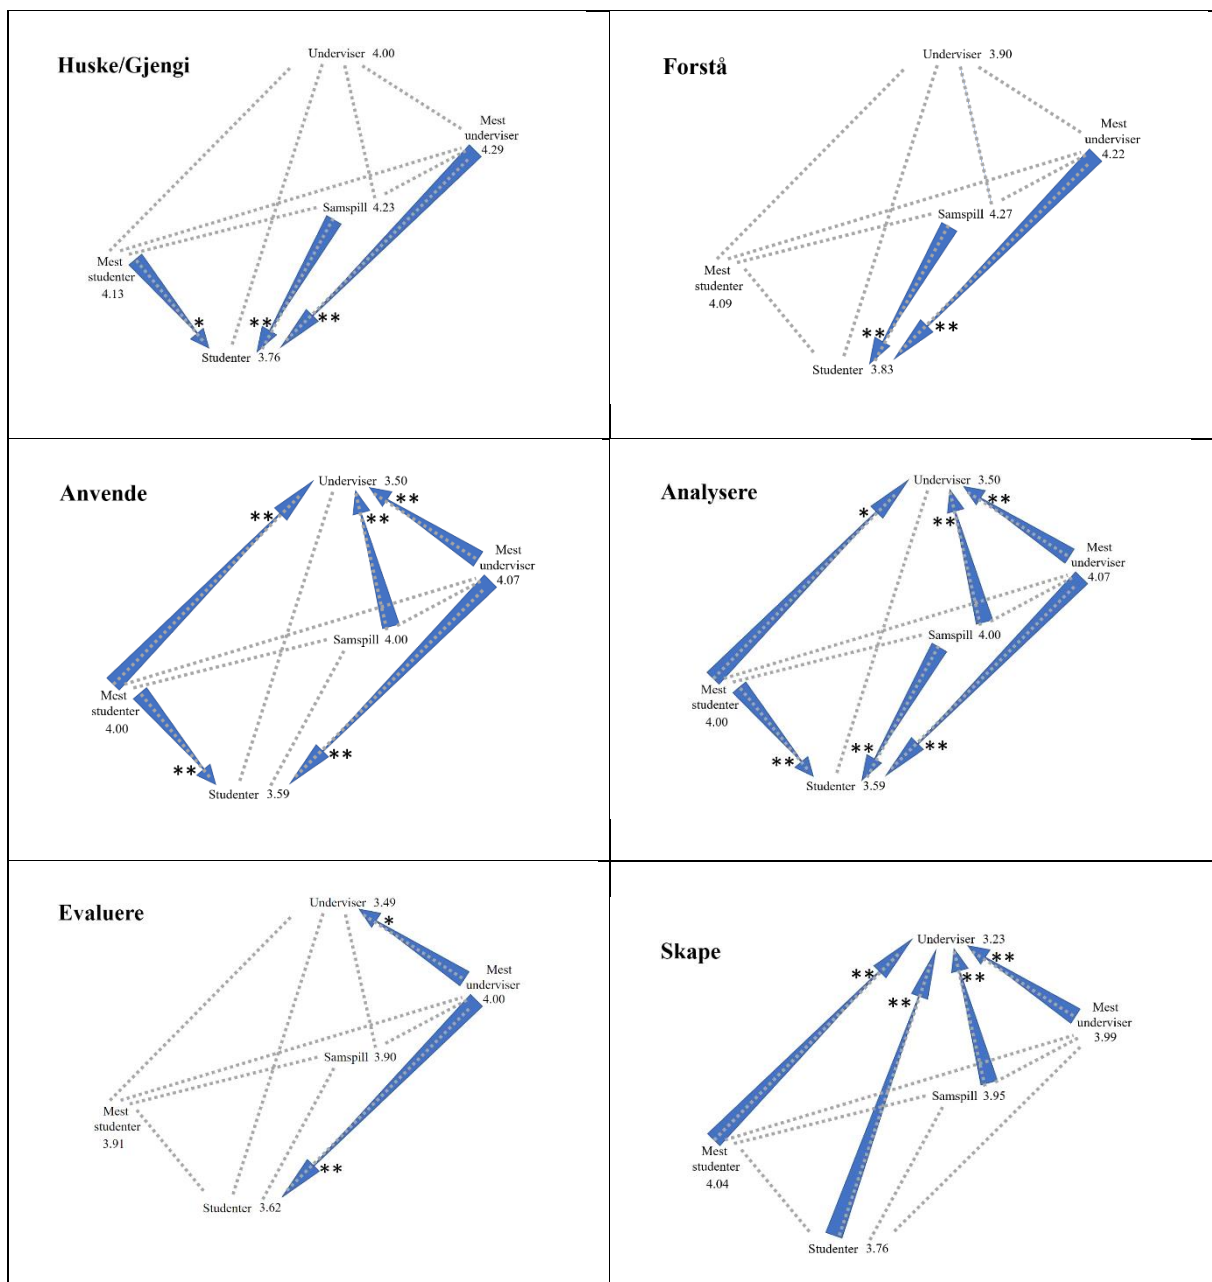 Huske/Gjengi
Underviser 4.00
Mest
underviser
4.29
Samspill 4.23
Mest
studenter
4.13
*
**
**
Studenter 3.76
Forstå
Underviser 3.90
Mest
underviser
4.22
Samspill 4.27
Mest
studenter
4.09
**
**
Studenter 3.83
Anvende
Underviser 3.50
**
**
**
Mest
underviser
4.07
Samspill 4.00
Mest
studenter
4.00
**
**
Studenter 3.59
Analysere
Underviser 3.50
*
**
**
Mest
underviser
4.07
Samspill 4.00
Mest
studenter
4.00
**
**
**
Studenter 3.59
Evaluere
Underviser 3.49
*
Mest
underviser
4.00
Samspill 3.90
Mest
studenter
3.91
**
Studenter 3.62
Skape
Underviser 3.23
**
**
**
**
Mest
underviser
3.99
Samspill 3.95
Mest
studenter
4.04
Studenter 3.76